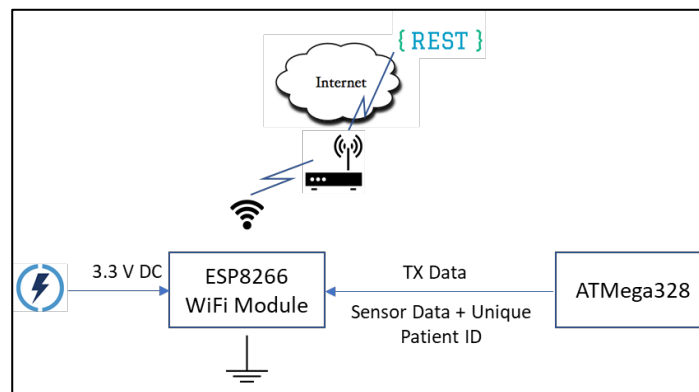 { REST }
Internet
3.3 V DC
ESP8266
WiFi Module
TX Data
Sensor Data + Unique
Patient ID
ATMega328